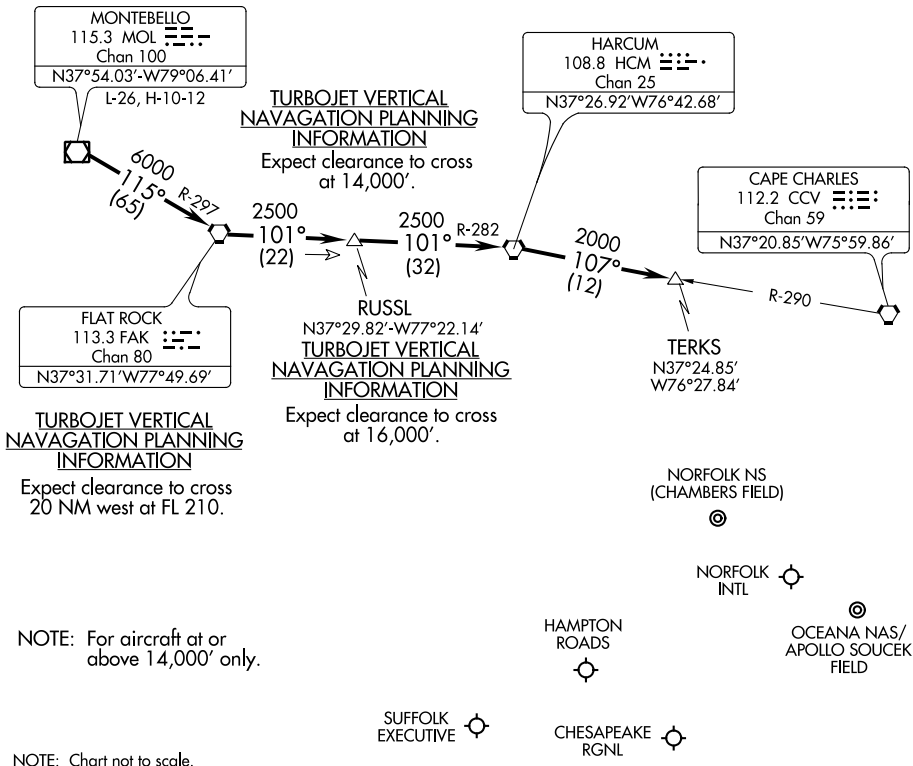 MONTEBELLO
115.3 MOL
Chan 100
N37°54.03′-W79°06.41′
L-26, H-10-12
TURBOJET VERTICAL
NAVAGATION PLANNING
INFORMATION
Expect clearance to cross
at 14,000′.
HARCUM
108.8 HCM
Chan 25
N37°26.92′W76°42.68′
CAPE CHARLES
112.2 CCV
Chan 59
N37°20.85′W75°59.86′
6000
115°
(65)
R-297
2500
101°
(22)
2500
101°
(32)
R-282
2000
107°
(12)
R-290
FLAT ROCK
113.3 FAK
Chan 80
N37°31.71′W77°49.69′
RUSSL
N37°29.82′-W77°22.14′
TURBOJET VERTICAL
NAVAGATION PLANNING
INFORMATION
Expect clearance to cross
at 16,000′.
TERKS
N37°24.85′
W76°27.84′
TURBOJET VERTICAL
NAVAGATION PLANNING
INFORMATION
Expect clearance to cross
20 NM west at FL 210.
NORFOLK NS
(CHAMBERS FIELD)
NORFOLK
INTL
OCEANA NAS/
APOLLO SOUCEK
FIELD
HAMPTON
ROADS
NOTE: For aircraft at or
above 14,000′ only.
SUFFOLK
EXECUTIVE
CHESAPEAKE
RGNL
NOTE: Chart not to scale.